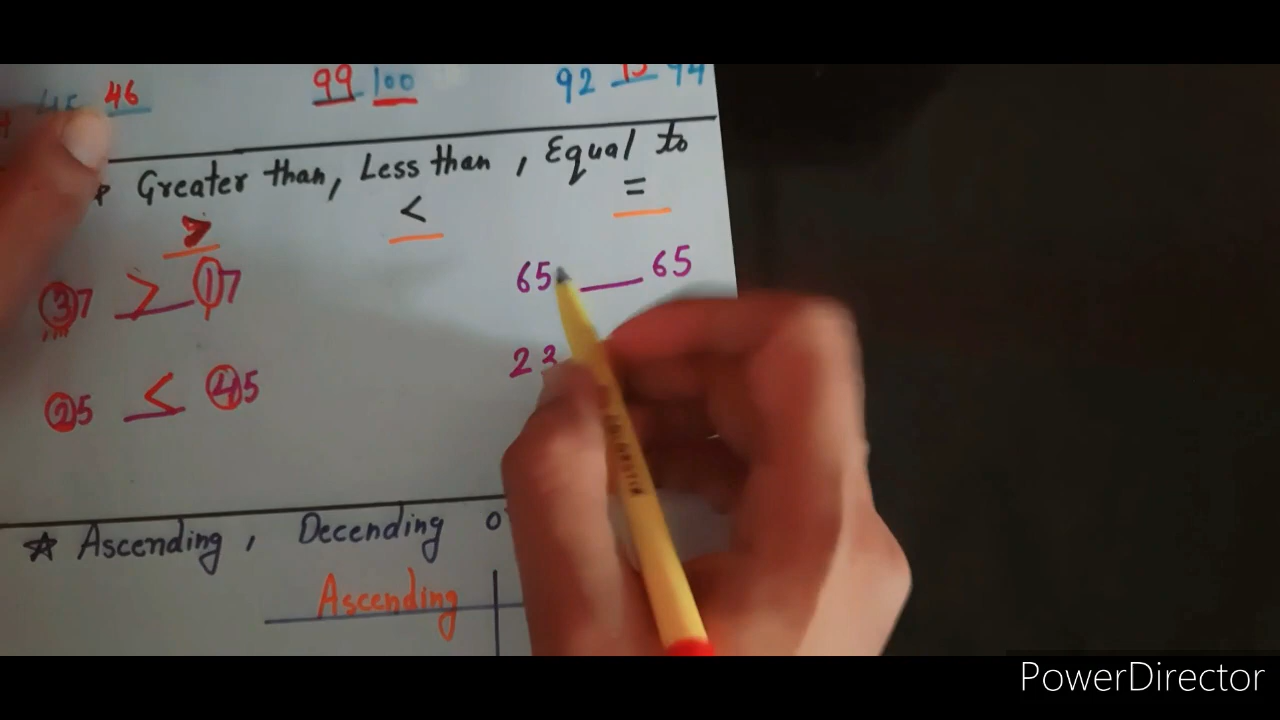 46 99 100 92 94
Greater than, Less than, Equal to
> < =
37 > 17 65 __ 65
25 < 45 23
☆ Ascending, Decending
Ascending
PowerDirector